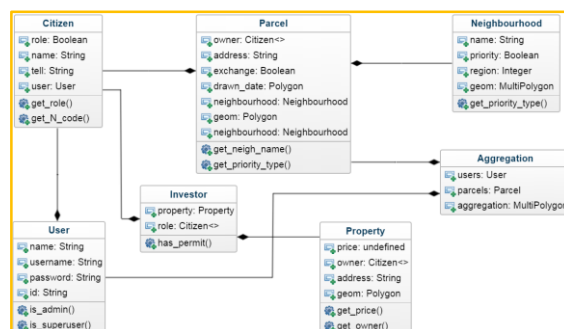 Citizen
role: Boolean
name: String
tell: String
user: User
get_role()
get_N_code()
Parcel
owner: Citizen<>
address: String
exchange: Boolean
drawn_date: Polygon
neighbourhood: Neighbourhood
geom: Polygon
neighbourhood: Neighbourhood
get_neigh_name()
get_priority_type()
Neighbourhood
name: String
priority: Boolean
region: Integer
geom: MultiPolygon
get_priority_type()
Aggregation
users: User
parcels: Parcel
aggregation: MultiPolygon
Investor
property: Property
role: Citizen<>
has_permit()
User
name: String
username: String
password: String
id: String
is_admin()
is_superuser()
Property
price: undefined
owner: Citizen<>
address: String
geom: Polygon
get_price()
get_owner()